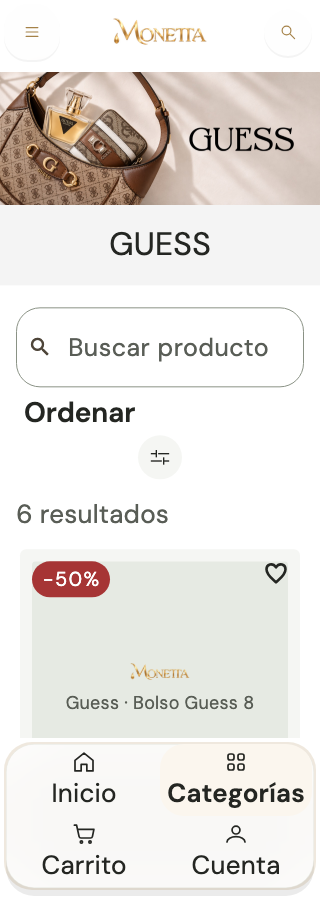 Monetta
GUESS
GUESS
Buscar producto
Ordenar
6 resultados
-50%
Monetta
Guess · Bolso Guess 8
Inicio
Categorías
Carrito
Cuenta